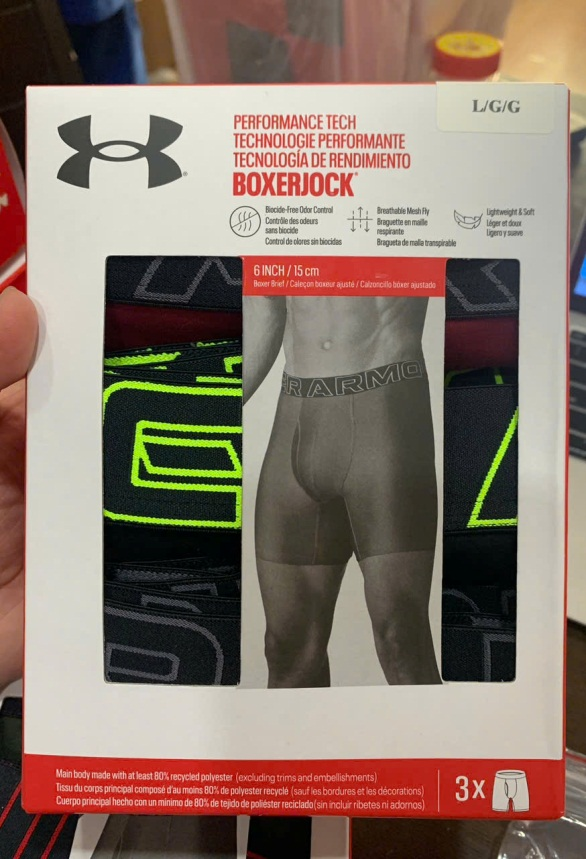 L/G/G
PERFORMANCE TECH
TECHNOLOGIE PERFORMANTE
TECNOLOGÍA DE RENDIMIENTO
BOXERJOCK®
Biocide-Free Odor Control
Contrôle des odeurs
sans biocide
Control de olores sin biocidas
Breathable Mesh Fly
Braguette en maille
respirante
Bragueta de malla transpirable
Lightweight & Soft
Léger et doux
Ligero y suave
6 INCH / 15 cm
Boxer Brief / Caleçon boxeur ajusté / Calzoncillo bóxer ajustado
R ARMO
Main body made with at least 80% recycled polyester (excluding trims and embellishments)
Tissu du corps principal composé d'au moins 80% de polyester recyclé (sauf les bordures et les décorations)
Cuerpo principal hecho con un mínimo de 80% de tejido de poliéster reciclado (sin incluir ribetes ni adornos)
3x